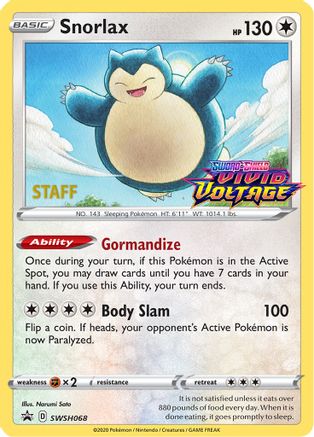 BASIC
Snorlax
HP 130
SWORD & SHIELD
VIVID
VOLTAGE
STAFF
NO. 143 Sleeping Pokémon HT: 6'11" WT: 1014.1 lbs.
Ability Gormandize
Once during your turn, if this Pokémon is in the Active
Spot, you may draw cards until you have 7 cards in your
hand. If you use this Ability, your turn ends.
Body Slam 100
Flip a coin. If heads, your opponent's Active Pokémon is
now Paralyzed.
weakness ×2 resistance retreat
Illus. Narumi Sato
D SWSH068
It is not satisfied unless it eats over
880 pounds of food every day. When it is
done eating, it goes promptly to sleep.
©2020 Pokémon / Nintendo / Creatures / GAME FREAK